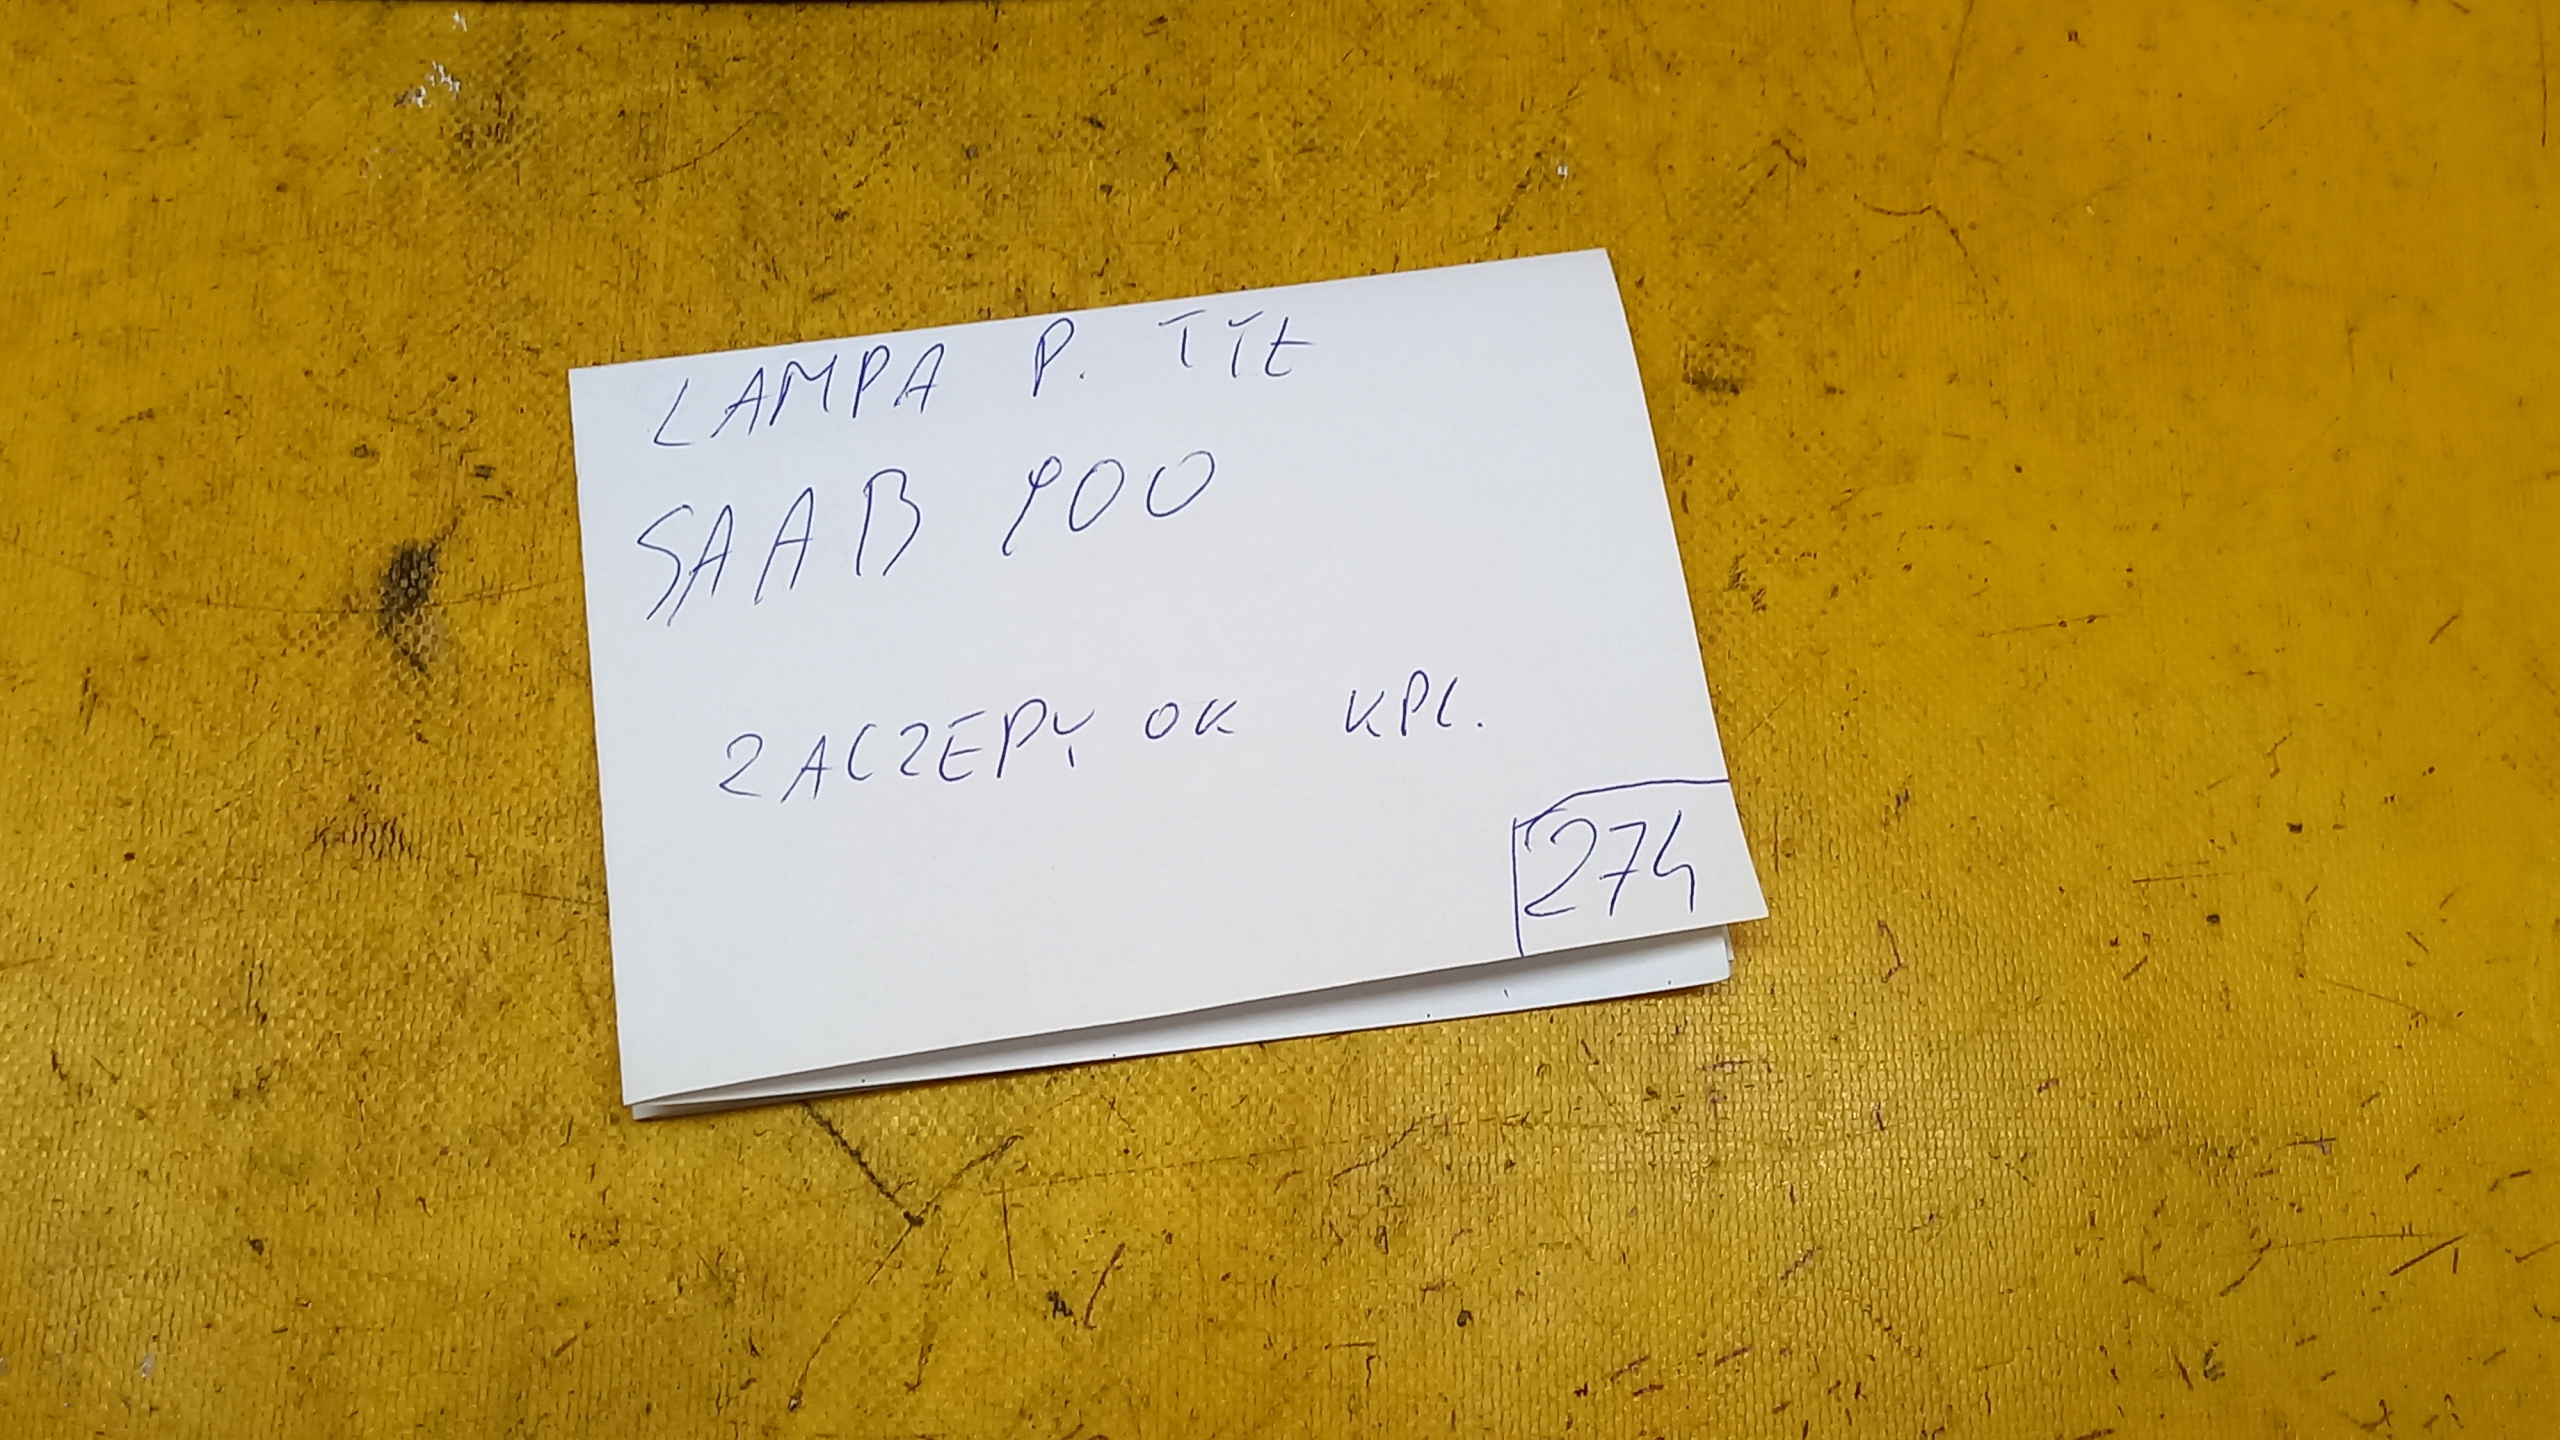 LAMPA P. TYŁ
SAAB 900
ZACZEPY OK KPL.
274